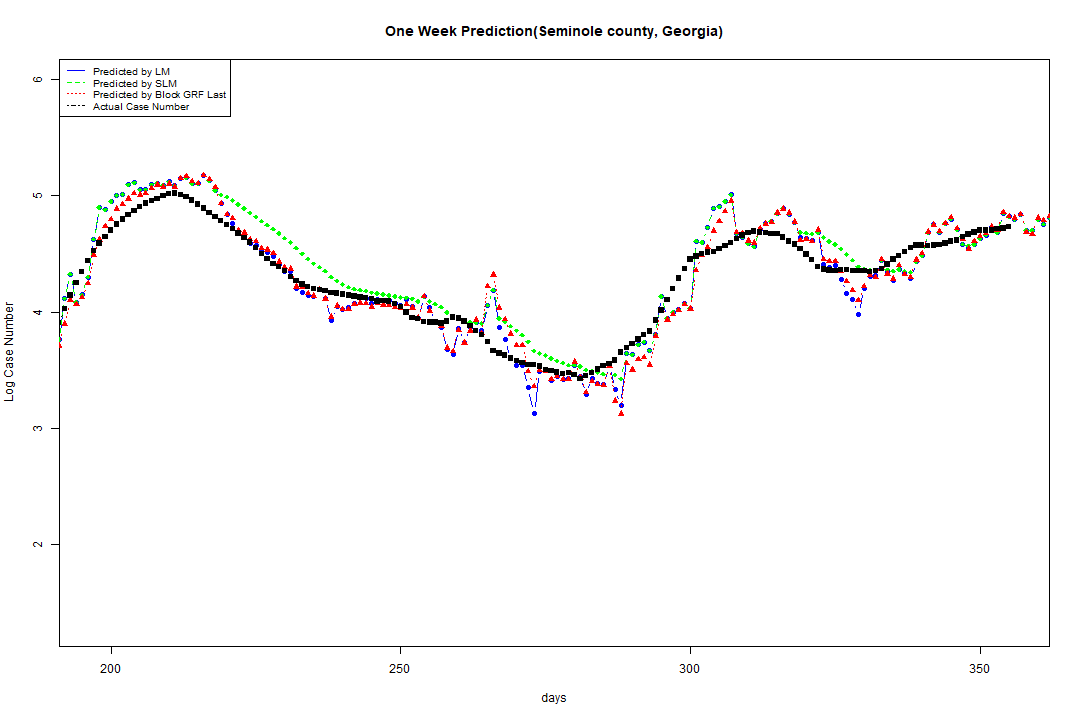 One Week Prediction(Seminole county, Georgia)
Predicted by LM
Predicted by SLM
Predicted by Block GRF Last
Actual Case Number
6
5
4
3
2
Log Case Number
200
250
300
350
days